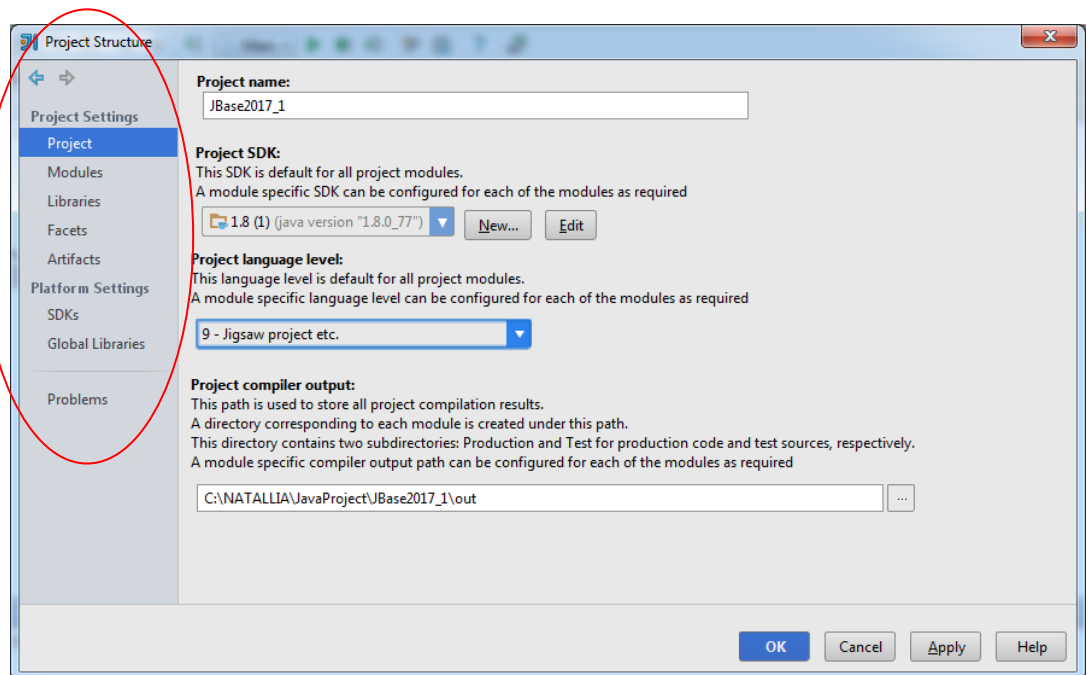 Project Structure
Project Settings
Project
Modules
Libraries
Facets
Artifacts
Platform Settings
SDKs
Global Libraries
Problems
Project name:
JBase2017_1
Project SDK:
This SDK is default for all project modules.
A module specific SDK can be configured for each of the modules as required
1.8 (1) (java version "1.8.0_77")
New...
Edit
Project language level:
This language level is default for all project modules.
A module specific language level can be configured for each of the modules as required
9 - Jigsaw project etc.
Project compiler output:
This path is used to store all project compilation results.
A directory corresponding to each module is created under this path.
This directory contains two subdirectories: Production and Test for production code and test sources, respectively.
A module specific compiler output path can be configured for each of the modules as required
C:\NATALLIA\JavaProject\JBase2017_1\out
...
OK
Cancel
Apply
Help